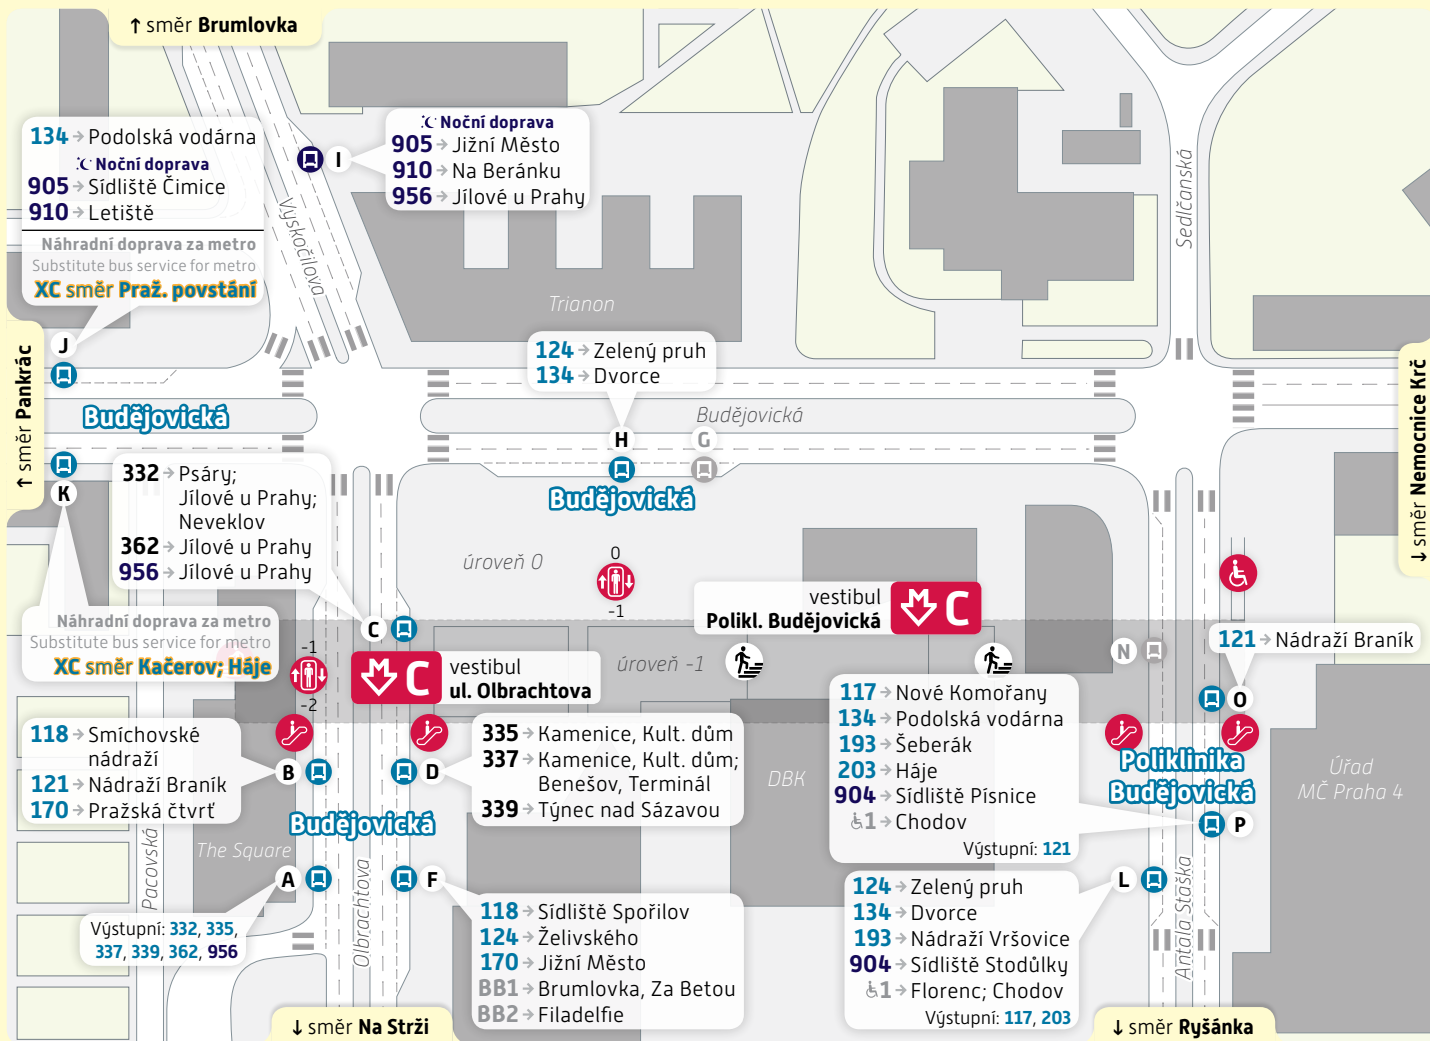 ↑ směr Brumlovka
134 → Podolská vodárna
Noční doprava
905 → Sídliště Čimice
910 → Letiště
Náhradní doprava za metro
Substitute bus service for metro
XC směr Praž. povstání
J
Noční doprava
905 → Jižní Město
910 → Na Beránku
956 → Jílové u Prahy
I
Vyskočilova
Trianon
Sedlčanská
↑ směr Pankrác
↓ směr Nemocnice Krč
124 → Zelený pruh
134 → Dvorce
Budějovická
Budějovická
H
G
Budějovická
K
332 → Psáry;
Jílové u Prahy;
Neveklov
362 → Jílové u Prahy
956 → Jílové u Prahy
úroveň 0
0
-1
vestibul
Polikl. Budějovická
C
Náhradní doprava za metro
Substitute bus service for metro
XC směr Kačerov; Háje
C
-1
-2
C
vestibul
ul. Olbrachtova
úroveň -1
N
121 → Nádraží Braník
O
118 → Smíchovské
nádraží
121 → Nádraží Braník
170 → Pražská čtvrť
B
D
335 → Kamenice, Kult. dům
337 → Kamenice, Kult. dům;
Benešov, Terminál
339 → Týnec nad Sázavou
DBK
117 → Nové Komořany
134 → Podolská vodárna
193 → Šeberák
203 → Háje
904 → Sídliště Písnice
1 → Chodov
Výstupní: 121
Poliklinika
Budějovická
P
Úřad
MČ Praha 4
Budějovická
The Square
Pacovská
A
F
Olbrachtova
Výstupní: 332, 335,
337, 339, 362, 956
118 → Sídliště Spořilov
124 → Želivského
170 → Jižní Město
BB1 → Brumlovka, Za Betou
BB2 → Filadelfie
124 → Zelený pruh
134 → Dvorce
193 → Nádraží Vršovice
904 → Sídliště Stodůlky
1 → Florenc; Chodov
Výstupní: 117, 203
L
Antala Staška
↓ směr Na Strži
↓ směr Ryšánka